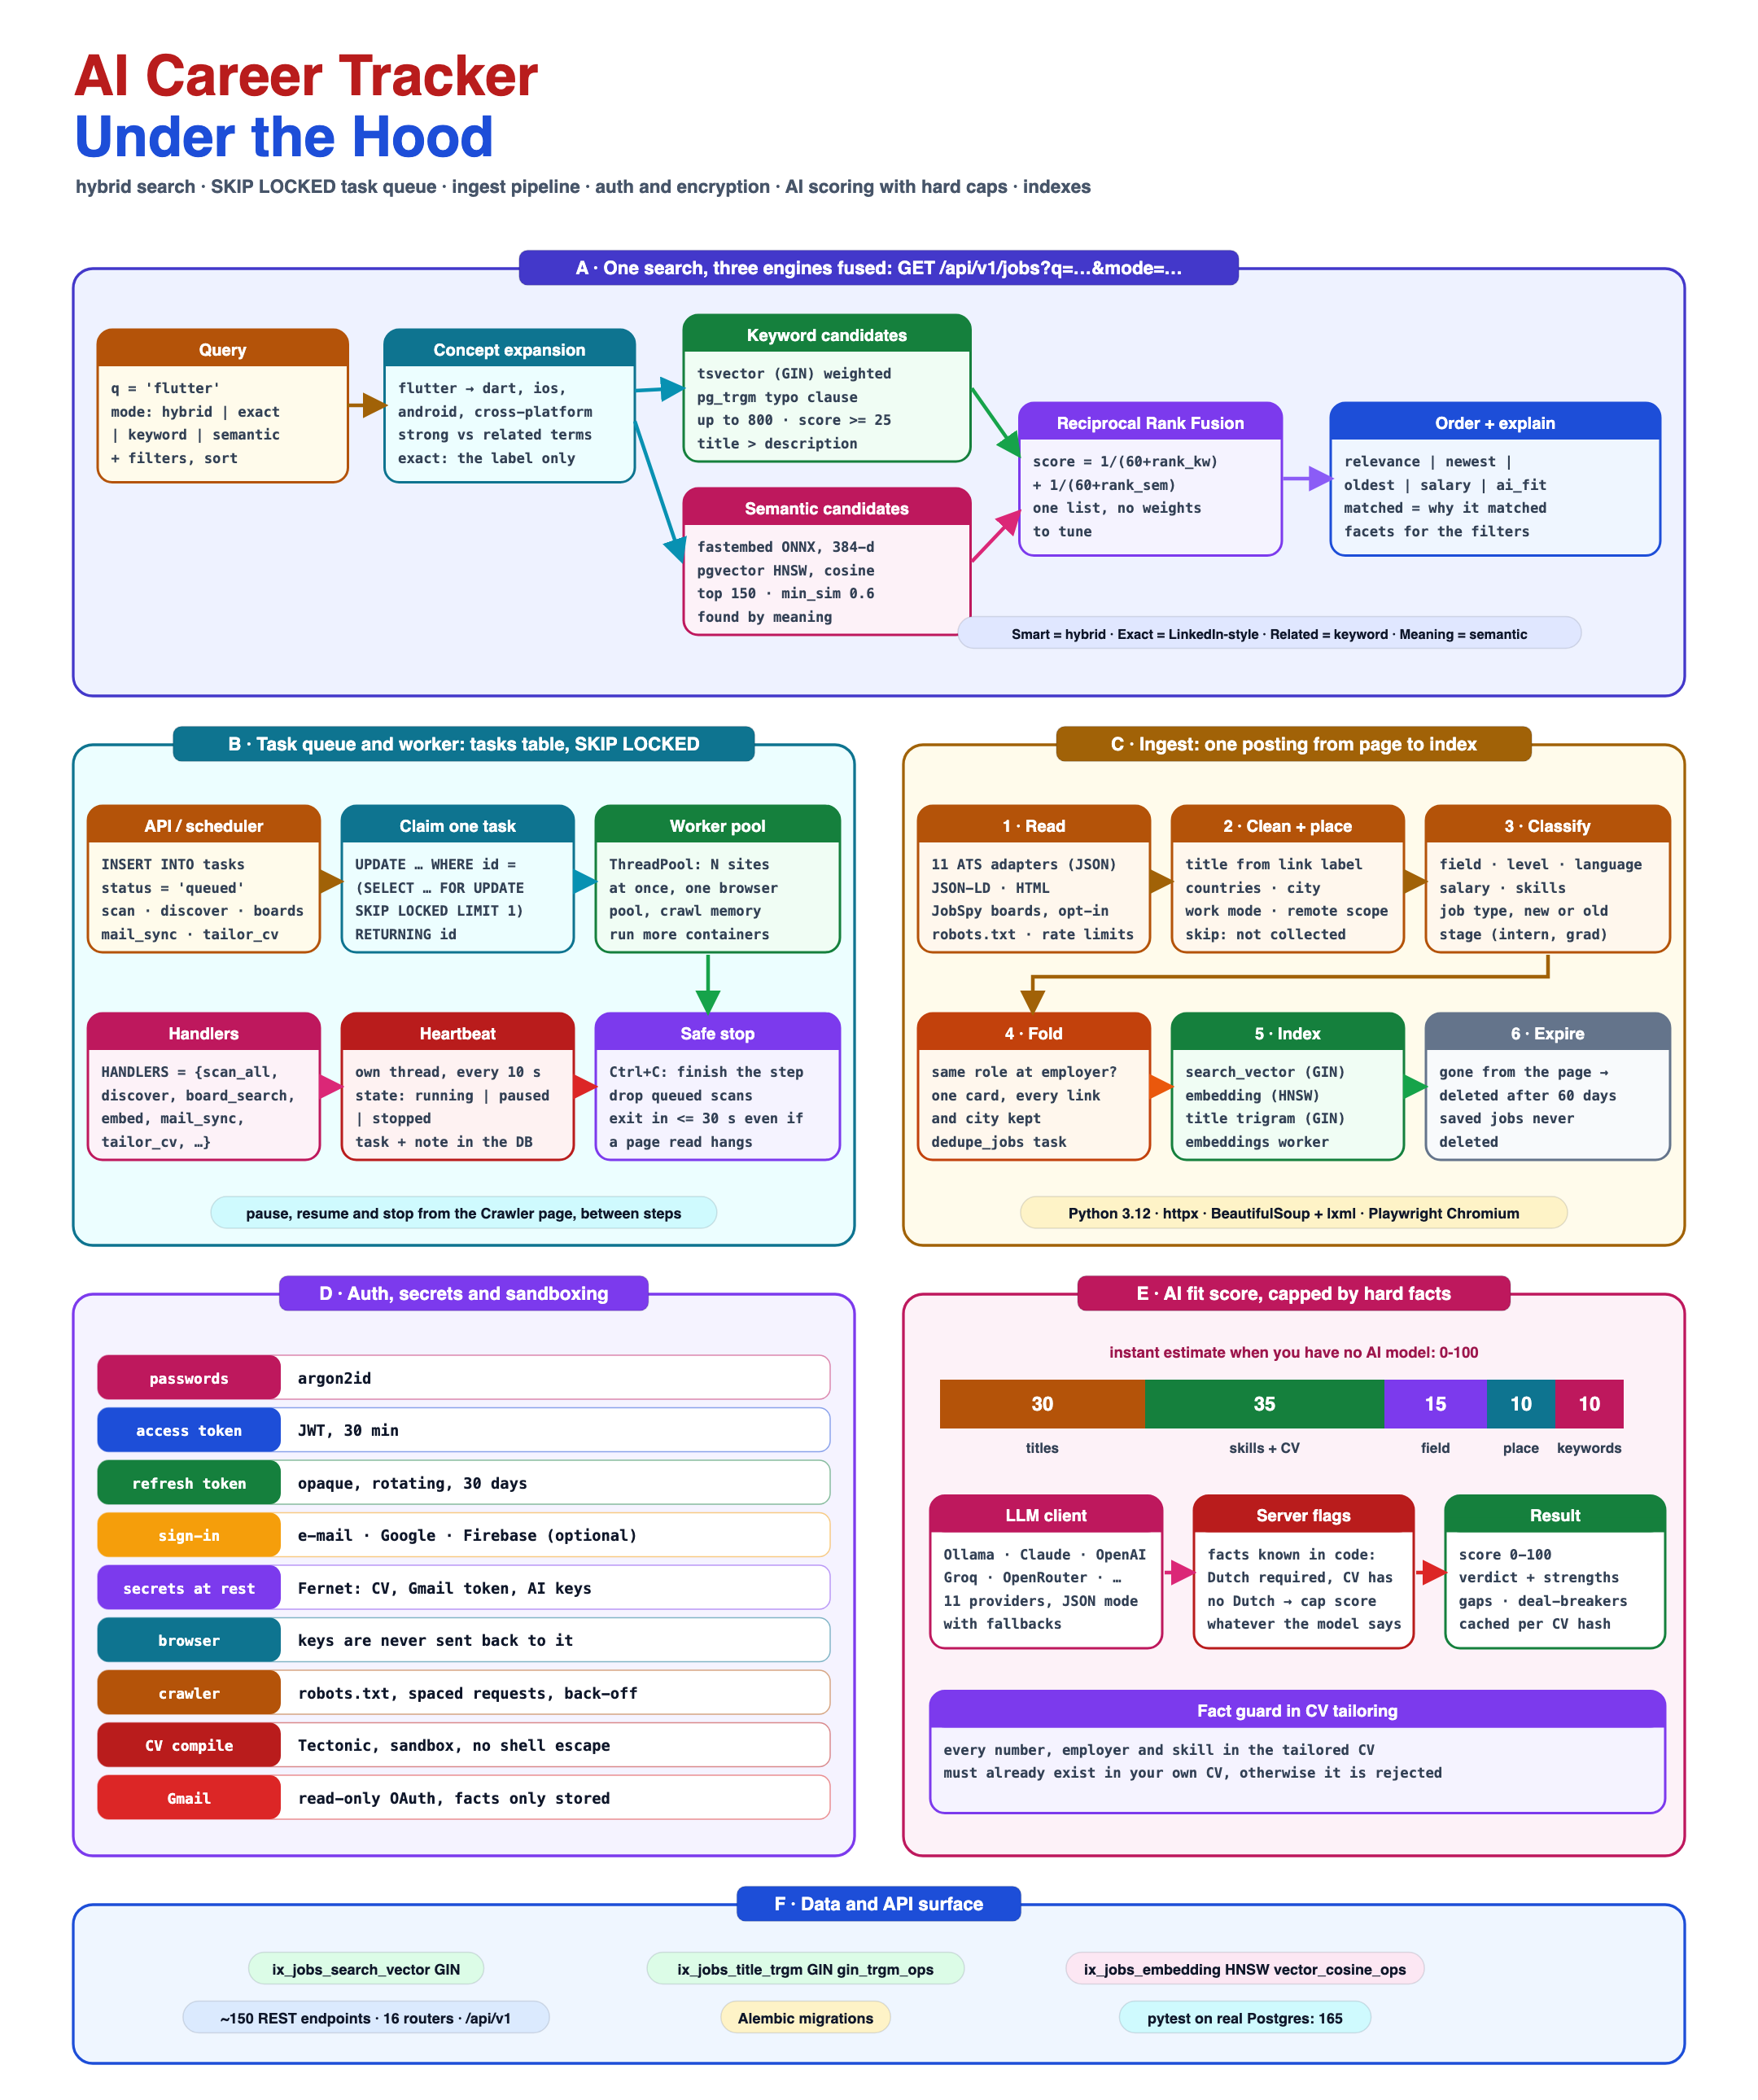 AI Career Tracker
Under the Hood
hybrid search · SKIP LOCKED task queue · ingest pipeline · auth and encryption · AI scoring with hard caps · indexes
A · One search, three engines fused: GET /api/v1/jobs?q=...&mode=...
Query
q = 'flutter'
mode: hybrid | exact
| keyword | semantic
+ filters, sort
Concept expansion
flutter → dart, ios,
android, cross-platform
strong vs related terms
exact: the label only
Keyword candidates
tsvector (GIN) weighted
pg_trgm typo clause
up to 800 · score >= 25
title > description
Semantic candidates
fastembed ONNX, 384-d
pgvector HNSW, cosine
top 150 · min_sim 0.6
found by meaning
Reciprocal Rank Fusion
score = 1/(60+rank_kw)
+ 1/(60+rank_sem)
one list, no weights
to tune
Order + explain
relevance | newest |
oldest | salary | ai_fit
matched = why it matched
facets for the filters
Smart = hybrid · Exact = LinkedIn-style · Related = keyword · Meaning = semantic
B · Task queue and worker: tasks table, SKIP LOCKED
API / scheduler
INSERT INTO tasks
status = 'queued'
scan · discover · boards
mail_sync · tailor_cv
Claim one task
UPDATE … WHERE id =
(SELECT … FOR UPDATE
SKIP LOCKED LIMIT 1)
RETURNING id
Worker pool
ThreadPool: N sites
at once, one browser
pool, crawl memory
run more containers
Handlers
HANDLERS = {scan_all,
discover, board_search,
embed, mail_sync,
tailor_cv, …}
Heartbeat
own thread, every 10 s
state: running | paused
| stopped
task + note in the DB
Safe stop
Ctrl+C: finish the step
drop queued scans
exit in <= 30 s even if
a page read hangs
pause, resume and stop from the Crawler page, between steps
C · Ingest: one posting from page to index
1 · Read
11 ATS adapters (JSON)
JSON-LD · HTML
JobSpy boards, opt-in
robots.txt · rate limits
2 · Clean + place
title from link label
countries · city
work mode · remote scope
skip: not collected
3 · Classify
field · level · language
salary · skills
job type, new or old
stage (intern, grad)
4 · Fold
same role at employer?
one card, every link
and city kept
dedupe_jobs task
5 · Index
search_vector (GIN)
embedding (HNSW)
title trigram (GIN)
embeddings worker
6 · Expire
gone from the page →
deleted after 60 days
saved jobs never
deleted
Python 3.12 · httpx · BeautifulSoup + lxml · Playwright Chromium
D · Auth, secrets and sandboxing
passwords argon2id
access token JWT, 30 min
refresh token opaque, rotating, 30 days
sign-in e-mail · Google · Firebase (optional)
secrets at rest Fernet: CV, Gmail token, AI keys
browser keys are never sent back to it
crawler robots.txt, spaced requests, back-off
CV compile Tectonic, sandbox, no shell escape
Gmail read-only OAuth, facts only stored
E · AI fit score, capped by hard facts
instant estimate when you have no AI model: 0-100
30 35 15 10 10
titles skills + CV field place keywords
LLM client
Ollama · Claude · OpenAI
Groq · OpenRouter · …
11 providers, JSON mode
with fallbacks
Server flags
facts known in code:
Dutch required, CV has
no Dutch → cap score
whatever the model says
Result
score 0-100
verdict + strengths
gaps · deal-breakers
cached per CV hash
Fact guard in CV tailoring
every number, employer and skill in the tailored CV
must already exist in your own CV, otherwise it is rejected
F · Data and API surface
ix_jobs_search_vector GIN
ix_jobs_title_trgm GIN gin_trgm_ops
ix_jobs_embedding HNSW vector_cosine_ops
~150 REST endpoints · 16 routers · /api/v1
Alembic migrations
pytest on real Postgres: 165